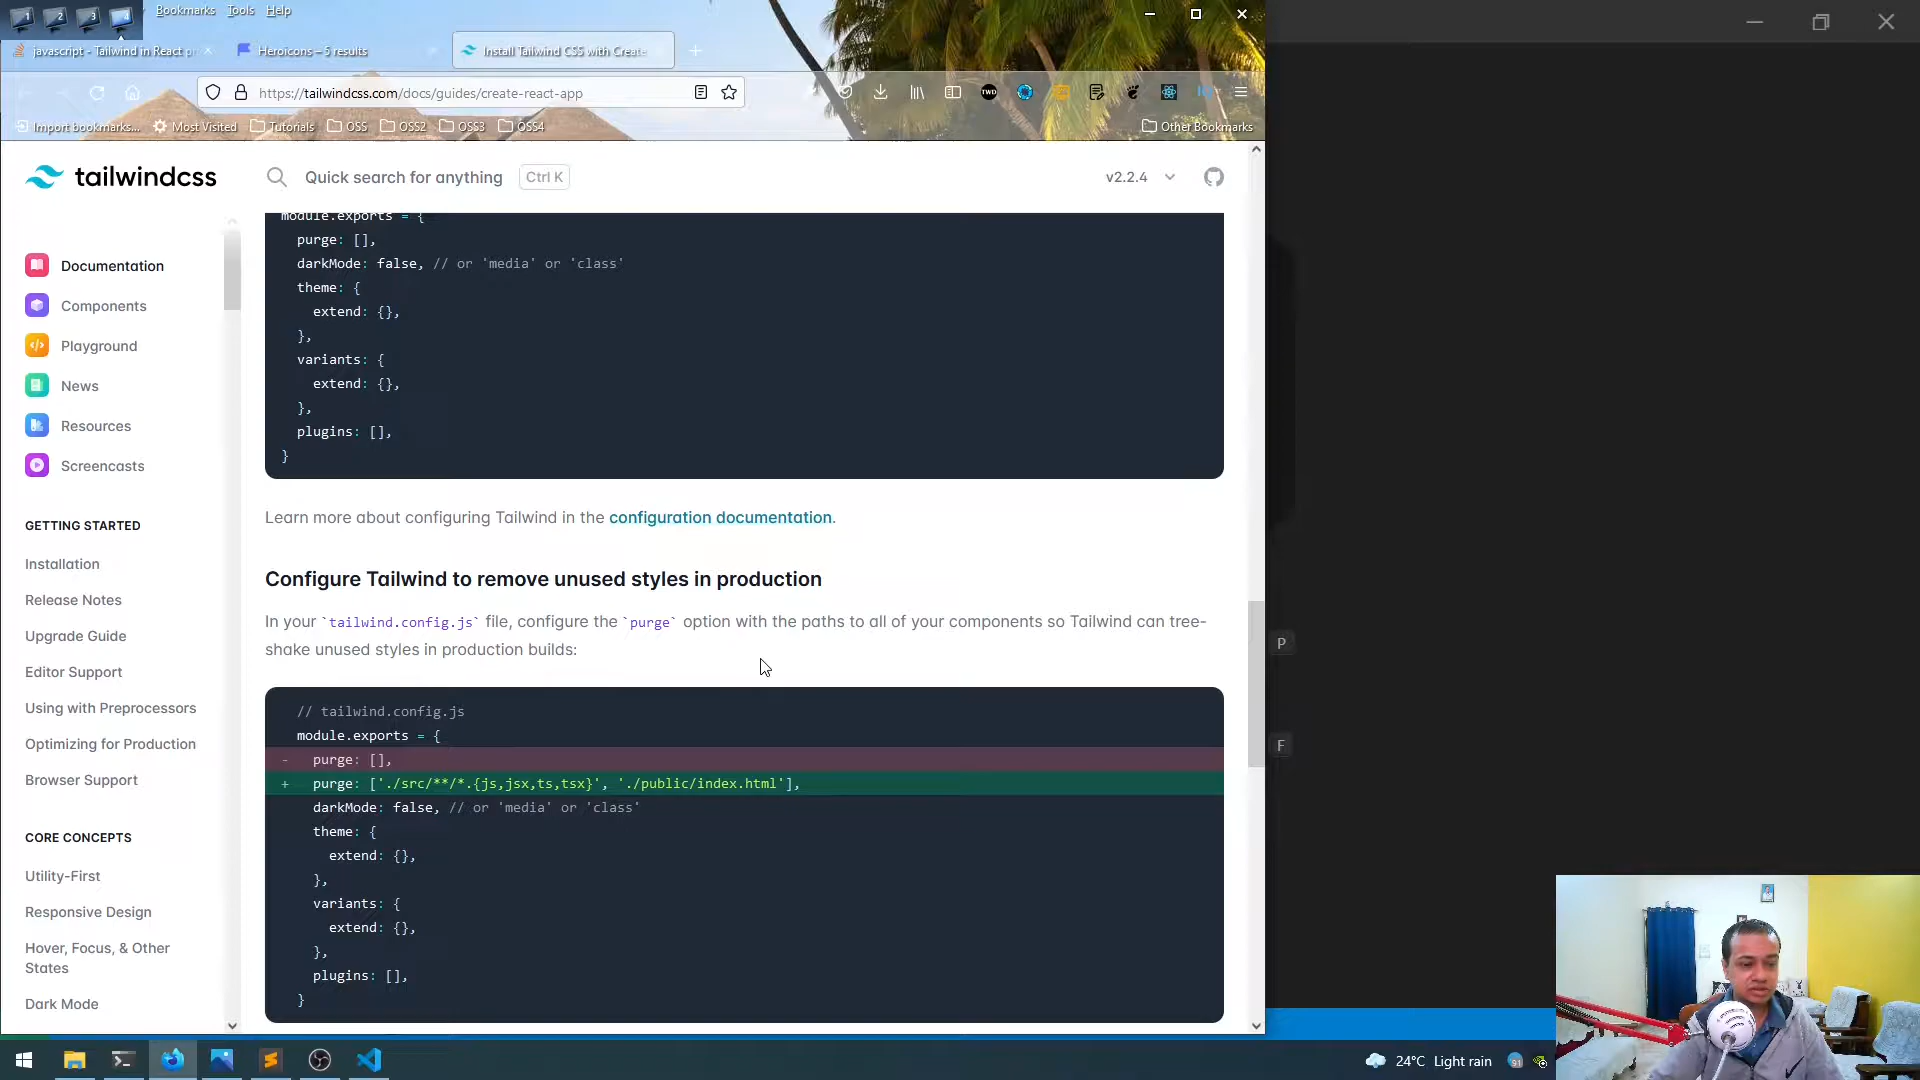 1 2 3 4
Bookmarks Tools Help
javascript - Tailwind in React pr
Heroicons – 5 results
Install Tailwind CSS with Create
https://tailwindcss.com/docs/guides/create-react-app
TWD
Import bookmarks... Most Visited Tutorials OSS OSS2 OSS3 OSS4 Other Bookmarks
tailwindcss
Quick search for anything Ctrl K
v2.2.4
Documentation
Components
Playground
News
Resources
Screencasts
GETTING STARTED
Installation
Release Notes
Upgrade Guide
Editor Support
Using with Preprocessors
Optimizing for Production
Browser Support
CORE CONCEPTS
Utility-First
Responsive Design
Hover, Focus, & Other
States
Dark Mode
module.exports = {
purge: [],
darkMode: false, // or 'media' or 'class'
theme: {
extend: {},
},
variants: {
extend: {},
},
plugins: [],
}
Learn more about configuring Tailwind in the configuration documentation.
Configure Tailwind to remove unused styles in production
In your `tailwind.config.js` file, configure the `purge` option with the paths to all of your components so Tailwind can tree-
shake unused styles in production builds:
// tailwind.config.js
module.exports = {
- purge: [],
+ purge: ['./src/**/*.{js,jsx,ts,tsx}', './public/index.html'],
darkMode: false, // or 'media' or 'class'
theme: {
extend: {},
},
variants: {
extend: {},
},
plugins: [],
}
P
F
24°C Light rain
91